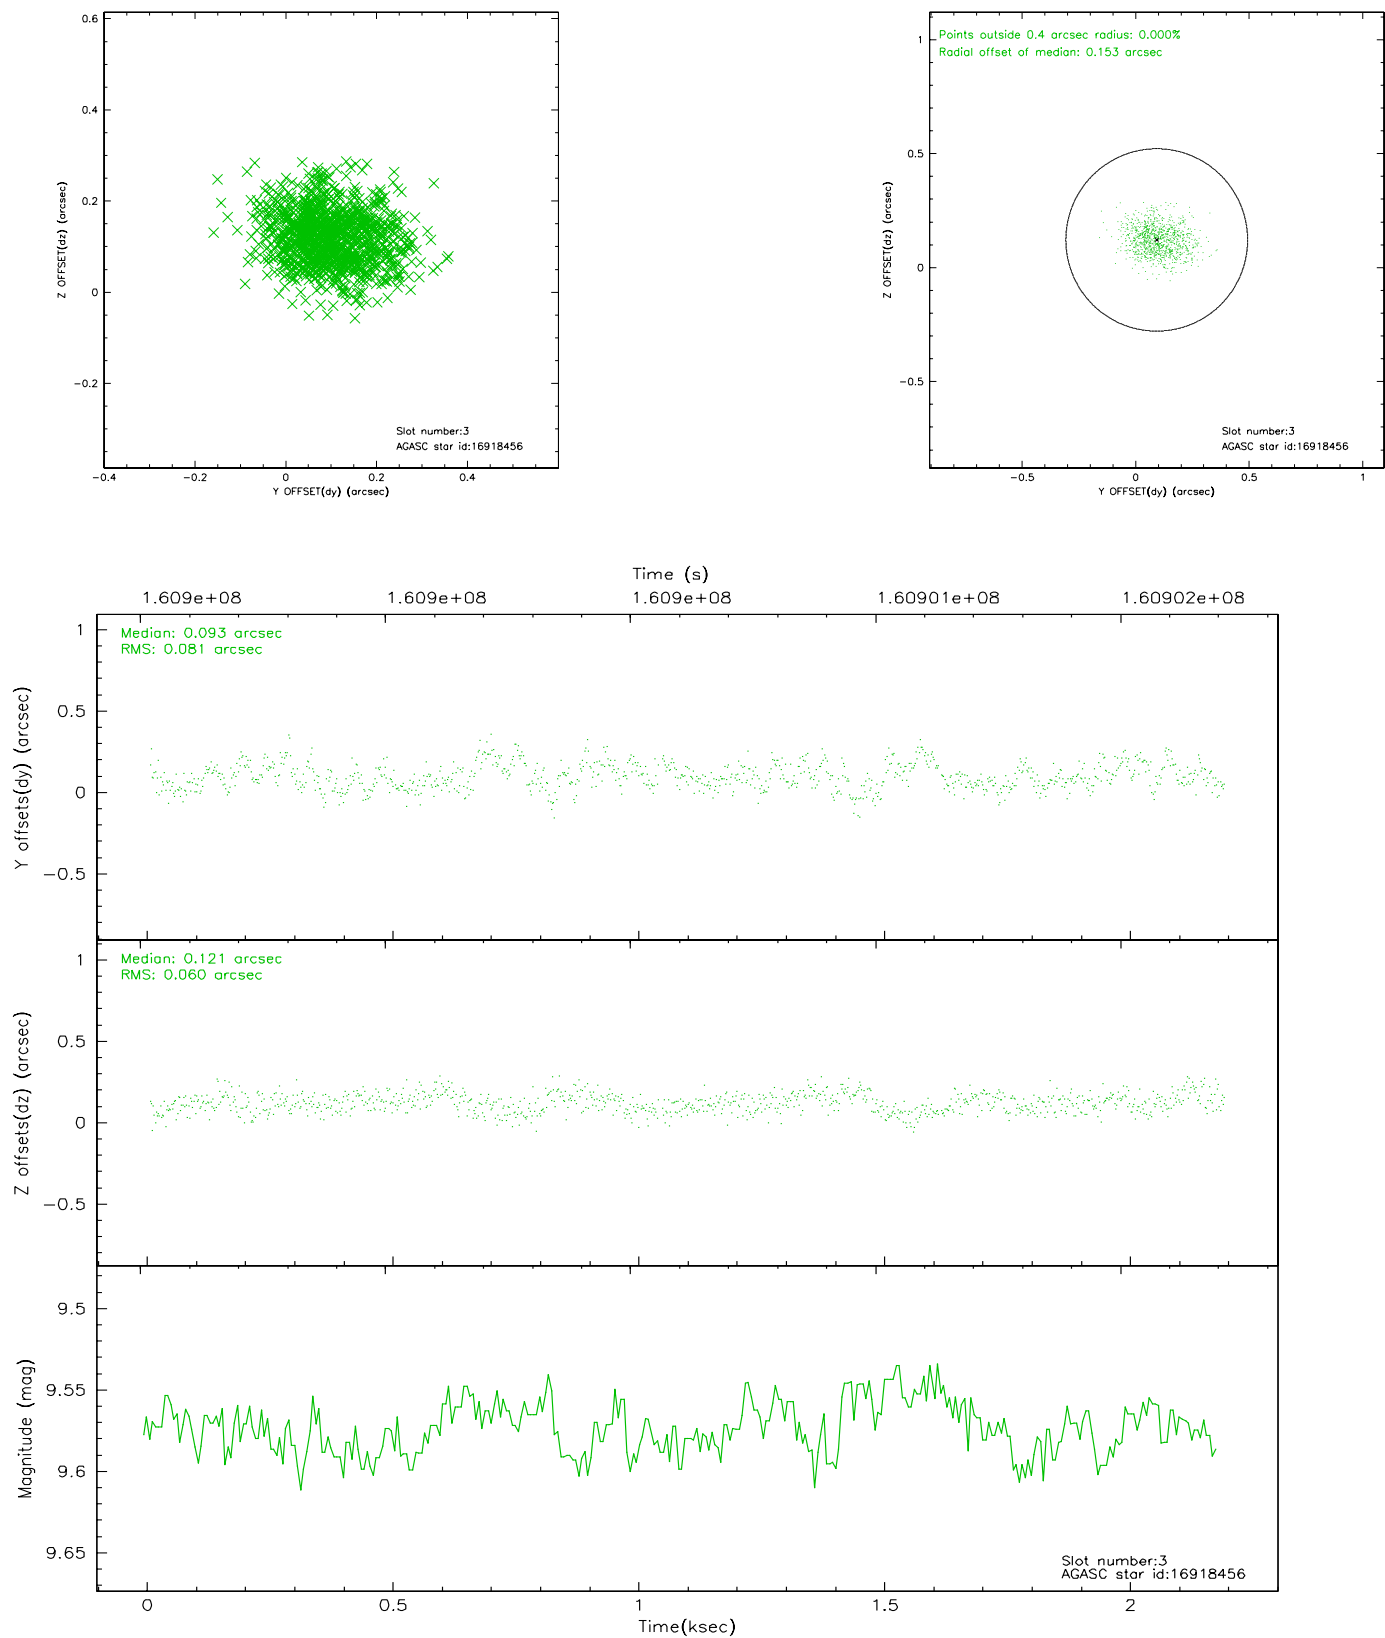 0.6
0.4
0.2
0
−0.2
−0.4
0
0.2
0.4
Z OFFSET(dz) (arcsec)
Y OFFSET(dy) (arcsec)
Slot number:3
AGASC star id:16918456
Points outside 0.4 arcsec radius: 0.000%
Radial offset of median: 0.153 arcsec
1
0.5
0
−0.5
−0.5
0
0.5
1
Z OFFSET(dz) (arcsec)
Y OFFSET(dy) (arcsec)
Slot number:3
AGASC star id:16918456
Time (s)
1.609e+08 1.609e+08 1.609e+08 1.60901e+08 1.60902e+08
Median: 0.093 arcsec
RMS: 0.081 arcsec
1
0.5
0
−0.5
Y offsets(dy) (arcsec)
Median: 0.121 arcsec
RMS: 0.060 arcsec
1
0.5
0
−0.5
Z offsets(dz) (arcsec)
9.5
9.55
9.6
9.65
Magnitude (mag)
Slot number:3
AGASC star id:16918456
0 0.5 1 1.5 2
Time(ksec)